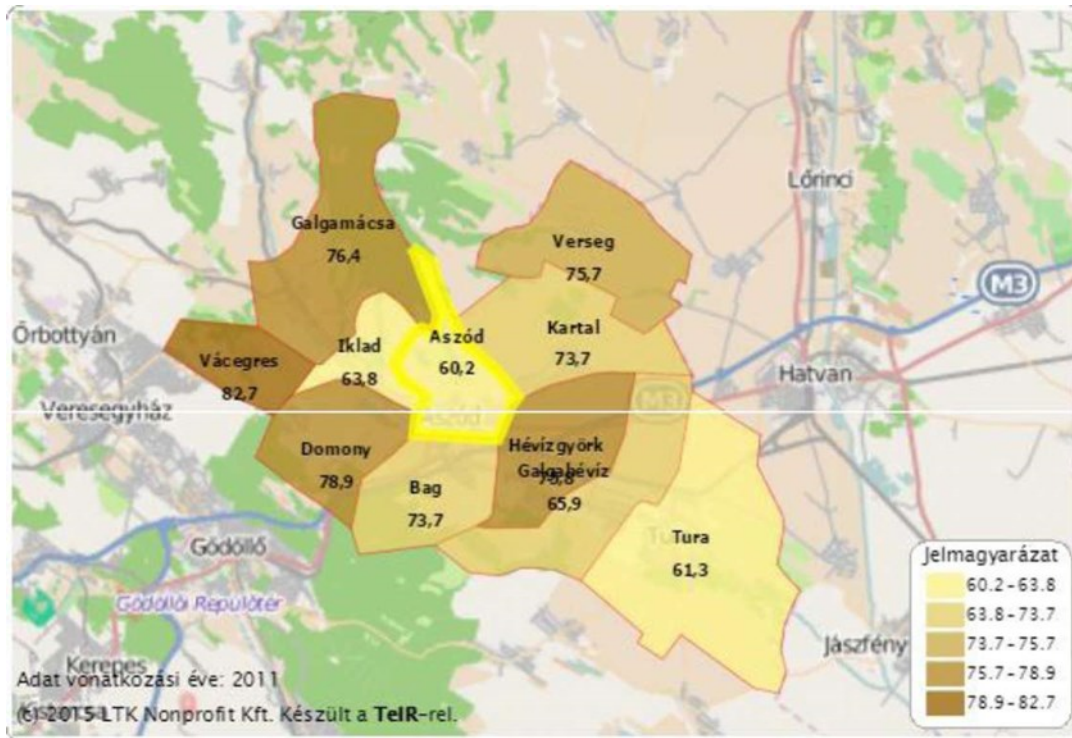 Lőrinci
Galgamácsa
76,4
Verseg
75,7
M3
Őrbottyán
Iklad
63,8
Aszód
60,2
Kartal
73,7
Vácegres
82,7
Hatvan
M3
Veresegyház
Aszód
Domony
78,9
Hévízgyörk
Galgahévíz
65,9
Bag
73,7
Tura
61,3
Gödöllő
Gödöllői Repülőtér
Jászfény
Kerepes
Jelmagyarázat
60.2-63.8
63.8-73.7
73.7-75.7
75.7-78.9
78.9-82.7
Adat vonatkozási éve: 2011
(c) 2015 LTK Nonprofit Kft. Készült a TeIR-rel.